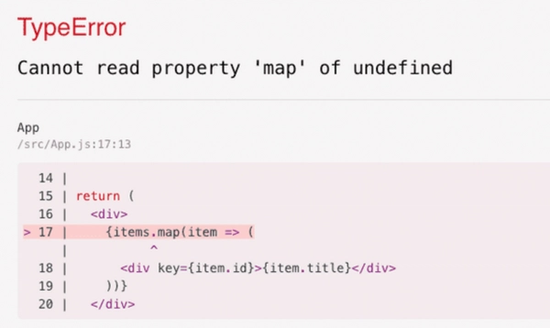 TypeError
Cannot read property 'map' of undefined
App
/src/App.js:17:13
  14 |
  15 | return (
  16 |   <div>
> 17 |     {items.map(item => (
     |           ^
  18 |       <div key={item.id}>{item.title}</div>
  19 |     ))}
  20 |   </div>